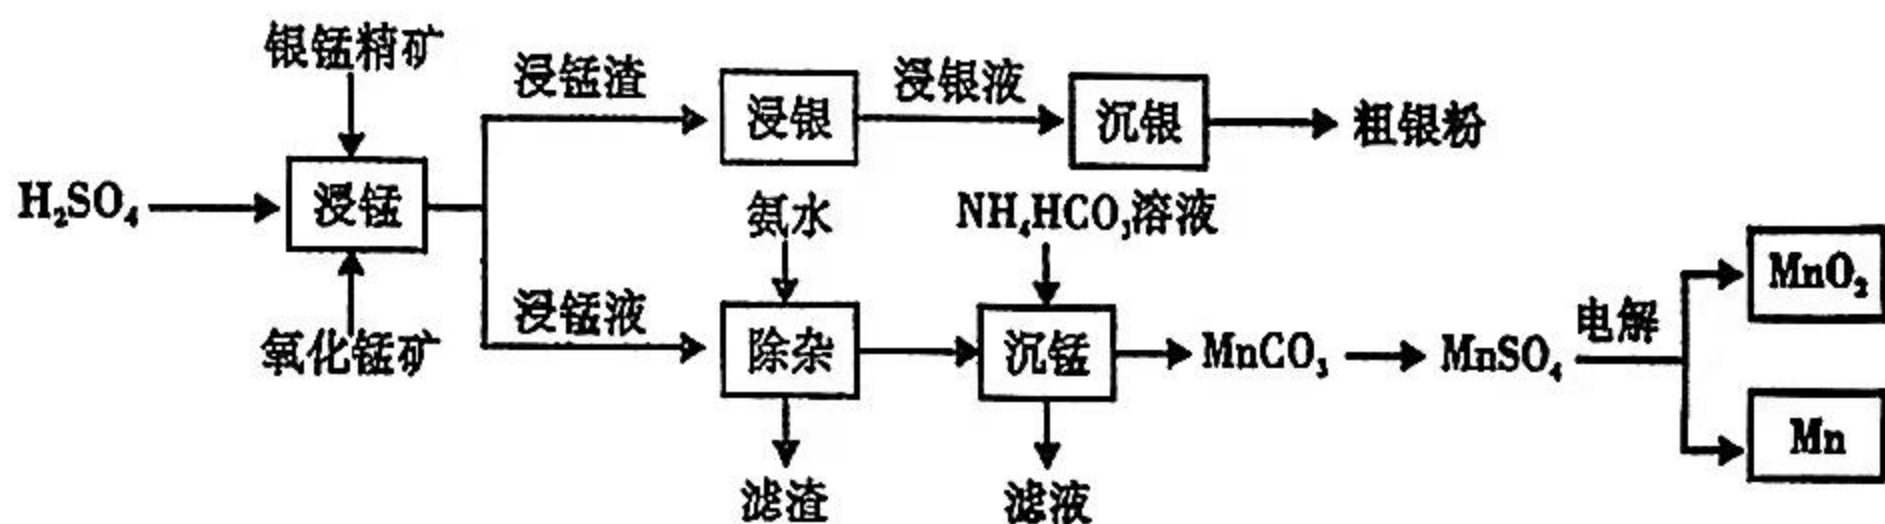 银锰精矿
浸锰渣
浸银
浸银液
沉银
粗银粉
H₂SO₄
浸锰
氨水
NH₄HCO₃溶液
氧化锰矿
浸锰液
除杂
沉锰
MnCO₃
MnSO₄
电解
MnO₂
Mn
滤渣
滤液